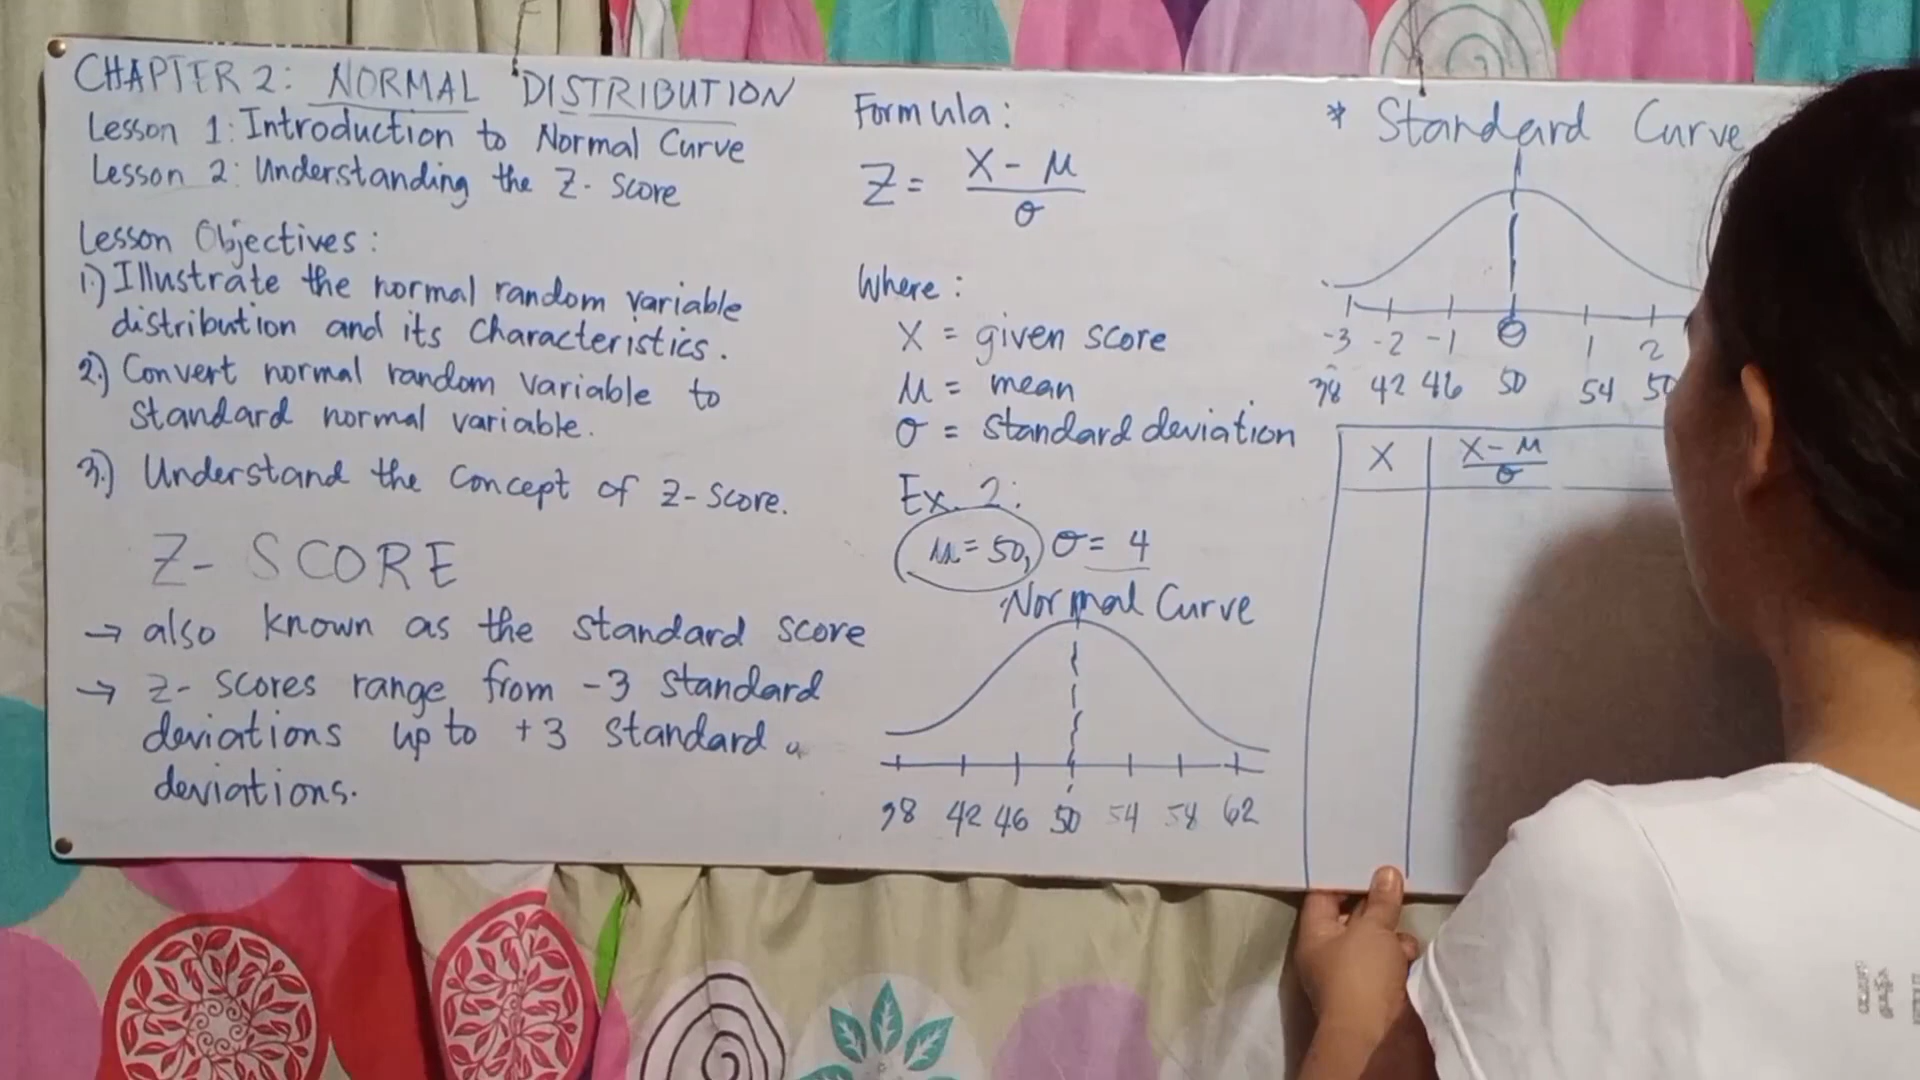 CHAPTER 2: NORMAL DISTRIBUTION
Lesson 1: Introduction to Normal Curve
Lesson 2: Understanding the Z- Score
Lesson Objectives:
1.) Illustrate the normal random variable
distribution and its characteristics.
2.) Convert normal random variable to
standard normal variable.
3.) Understand the concept of z-score.
Z- SCORE
→ also known as the standard score
→ z- scores range from -3 standard
deviations up to +3 standard
deviations.
Formula:
Z = X - μ
σ
Where:
X = given score
μ = mean
σ = standard deviation
Ex. 2:
μ = 50, σ = 4
Normal Curve
38 42 46 50 54 58 62
* Standard Curve
-3 -2 -1 0 1 2
38 42 46 50 54
X X - μ
σ